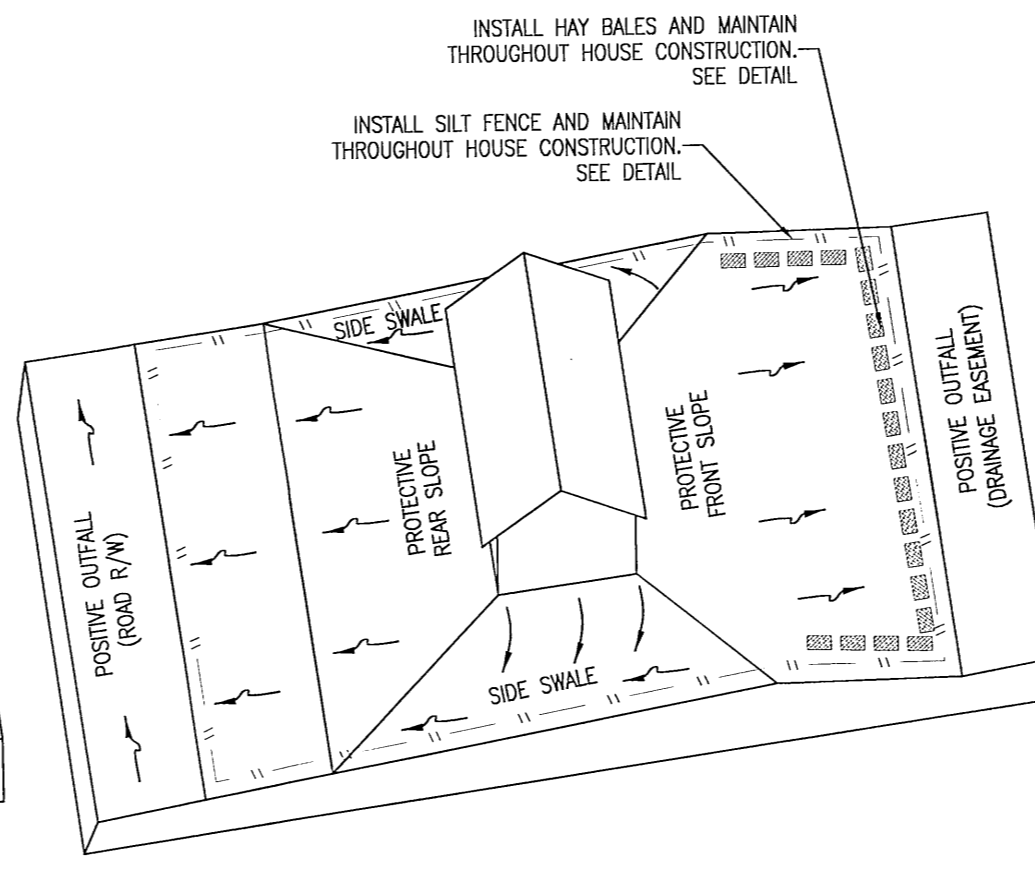 INSTALL HAY BALES AND MAINTAIN
THROUGHOUT HOUSE CONSTRUCTION.
SEE DETAIL
INSTALL SILT FENCE AND MAINTAIN
THROUGHOUT HOUSE CONSTRUCTION.
SEE DETAIL
SIDE SWALE
POSITIVE OUTFALL
(ROAD R/W)
PROTECTIVE
REAR SLOPE
PROTECTIVE
FRONT SLOPE
POSITIVE OUTFALL
(DRAINAGE EASEMENT)
SIDE SWALE